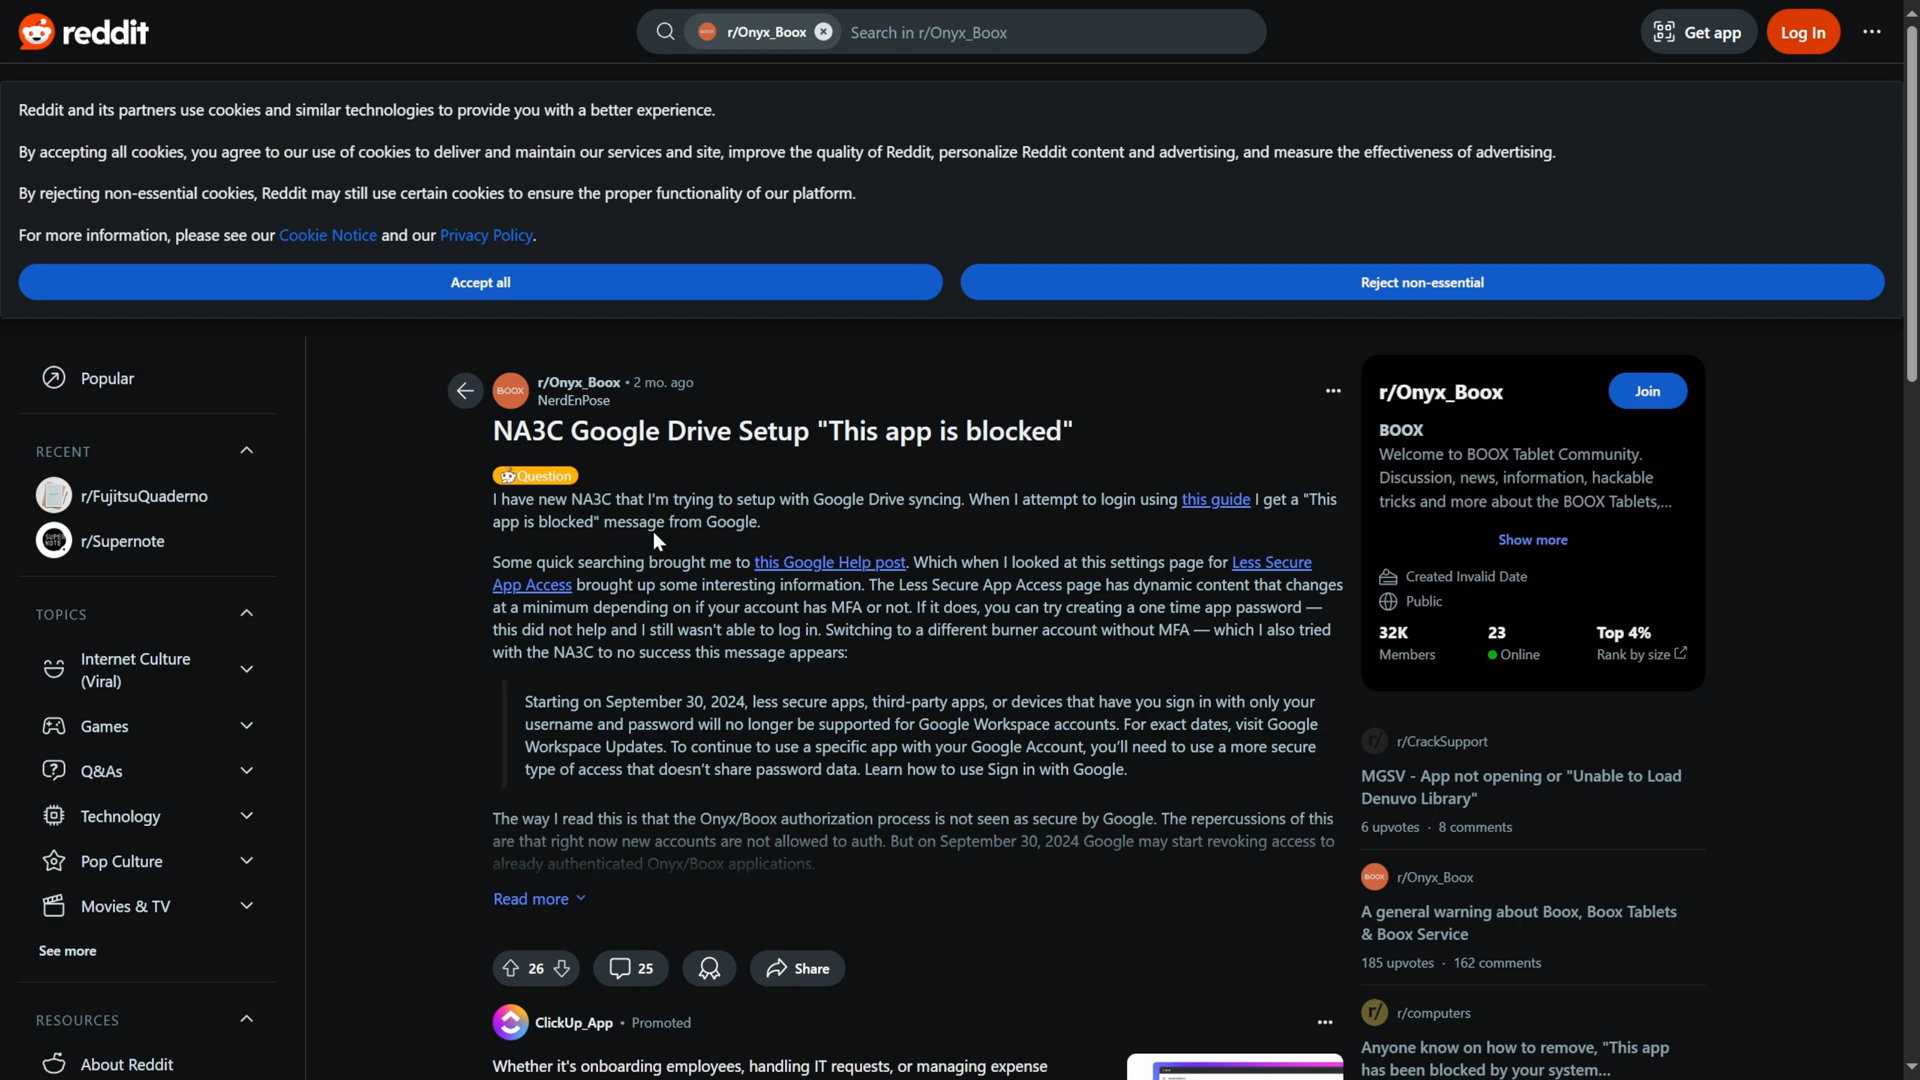 reddit
r/Onyx_Boox
Search in r/Onyx_Boox
Get app
Log In
Reddit and its partners use cookies and similar technologies to provide you with a better experience.
By accepting all cookies, you agree to our use of cookies to deliver and maintain our services and site, improve the quality of Reddit, personalize Reddit content and advertising, and measure the effectiveness of advertising.
By rejecting non-essential cookies, Reddit may still use certain cookies to ensure the proper functionality of our platform.
For more information, please see our Cookie Notice and our Privacy Policy.
Accept all
Reject non-essential
Popular
RECENT
r/FujitsuQuaderno
r/Supernote
TOPICS
Internet Culture
(Viral)
Games
Q&As
Technology
Pop Culture
Movies & TV
See more
RESOURCES
About Reddit
BOOX
r/Onyx_Boox • 2 mo. ago
NerdEnPose
NA3C Google Drive Setup "This app is blocked"
Question
I have new NA3C that I'm trying to setup with Google Drive syncing. When I attempt to login using this guide I get a "This
app is blocked" message from Google.
Some quick searching brought me to this Google Help post. Which when I looked at this settings page for Less Secure
App Access brought up some interesting information. The Less Secure App Access page has dynamic content that changes
at a minimum depending on if your account has MFA or not. If it does, you can try creating a one time app password —
this did not help and I still wasn't able to log in. Switching to a different burner account without MFA — which I also tried
with the NA3C to no success this message appears:
Starting on September 30, 2024, less secure apps, third-party apps, or devices that have you sign in with only your
username and password will no longer be supported for Google Workspace accounts. For exact dates, visit Google
Workspace Updates. To continue to use a specific app with your Google Account, you'll need to use a more secure
type of access that doesn't share password data. Learn how to use Sign in with Google.
The way I read this is that the Onyx/Boox authorization process is not seen as secure by Google. The repercussions of this
are that right now new accounts are not allowed to auth. But on September 30, 2024 Google may start revoking access to
already authenticated Onyx/Boox applications.
Read more
26
25
Share
ClickUp_App • Promoted
Whether it's onboarding employees, handling IT requests, or managing expense
r/Onyx_Boox
Join
BOOX
Welcome to BOOX Tablet Community.
Discussion, news, information, hackable
tricks and more about the BOOX Tablets,...
Show more
Created Invalid Date
Public
32K
Members
23
Online
Top 4%
Rank by size
r/ r/CrackSupport
MGSV - App not opening or "Unable to Load
Denuvo Library"
6 upvotes · 8 comments
BOOX r/Onyx_Boox
A general warning about Boox, Boox Tablets
& Boox Service
185 upvotes · 162 comments
r/ r/computers
Anyone know on how to remove, "This app
has been blocked by your system...